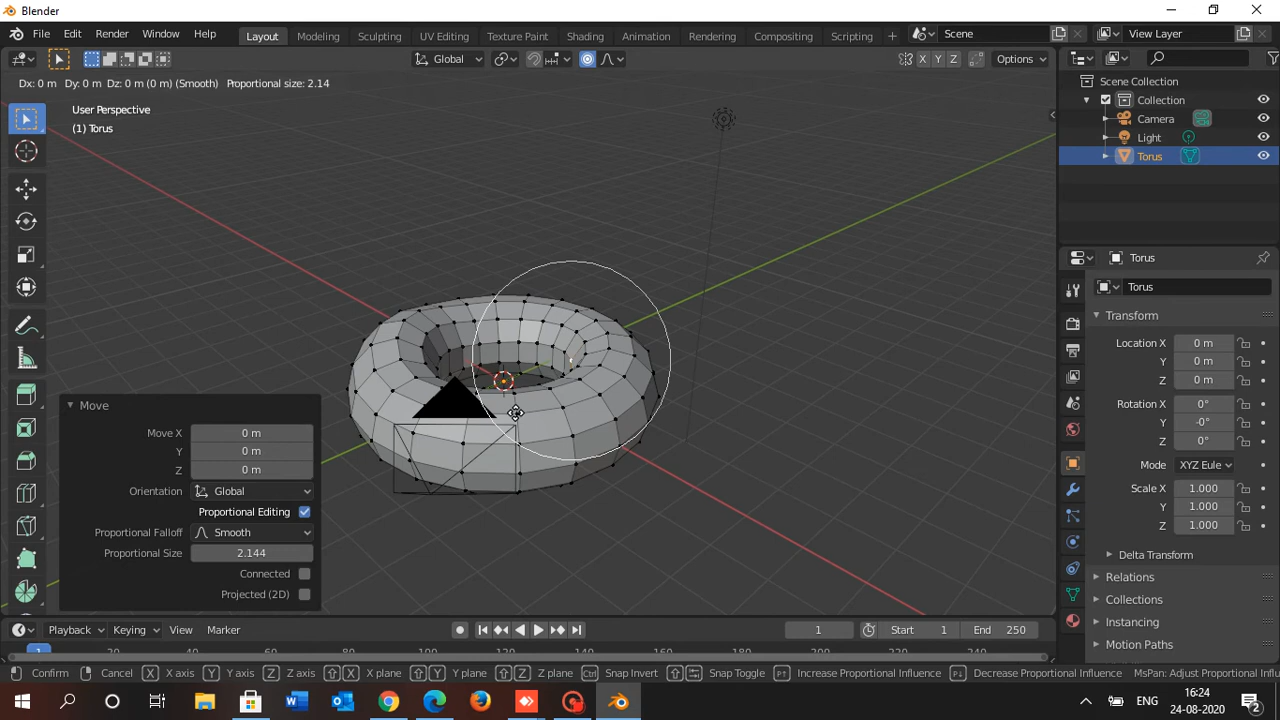 Blender
File Edit Render Window Help Layout Modeling Sculpting UV Editing Texture Paint Shading Animation Rendering Compositing Scripting + Scene View Layer
Global X Y Z Options
Dx: 0 m Dy: 0 m Dz: 0 m (0 m) (Smooth) Proportional size: 2.14
User Perspective
(1) Torus
Scene Collection
Collection
Camera
Light
Torus
Torus
Torus
Transform
Location X 0 m
Y 0 m
Z 0 m
Rotation X 0°
Y -0°
Z 0°
Mode XYZ Eule
Scale X 1.000
Y 1.000
Z 1.000
Delta Transform
Relations
Collections
Instancing
Motion Paths
Move
Move X 0 m
Y 0 m
Z 0 m
Orientation Global
Proportional Editing
Proportional Falloff Smooth
Proportional Size 2.144
Connected
Projected (2D)
Playback Keying View Marker 1 Start 1 End 250
1
Confirm Cancel X X axis Y Y axis Z Z axis X X plane Y Y plane Z Z plane Ctrl Snap Invert Snap Toggle Increase Proportional Influence Decrease Proportional Influence MsPan: Adjust Proportional Infl
ENG 16:24
24-08-2020 2